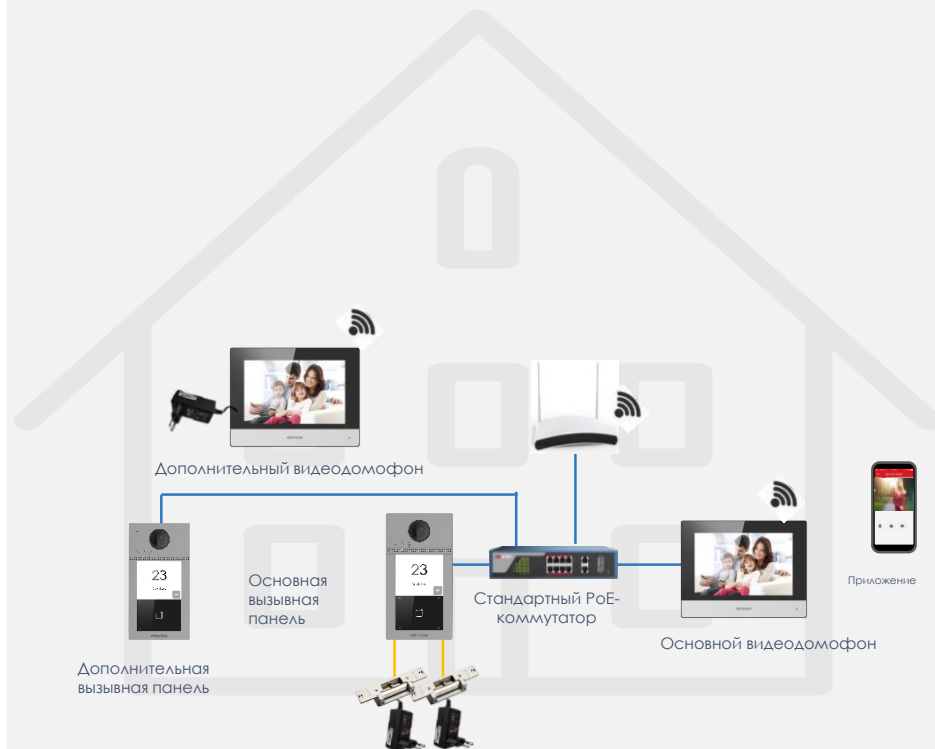 Дополнительный видеодомофон
23
23
Основная
вызывная
панель
Стандартный PoE-
коммутатор
Приложение
Основной видеодомофон
Дополнительная
вызывная панель